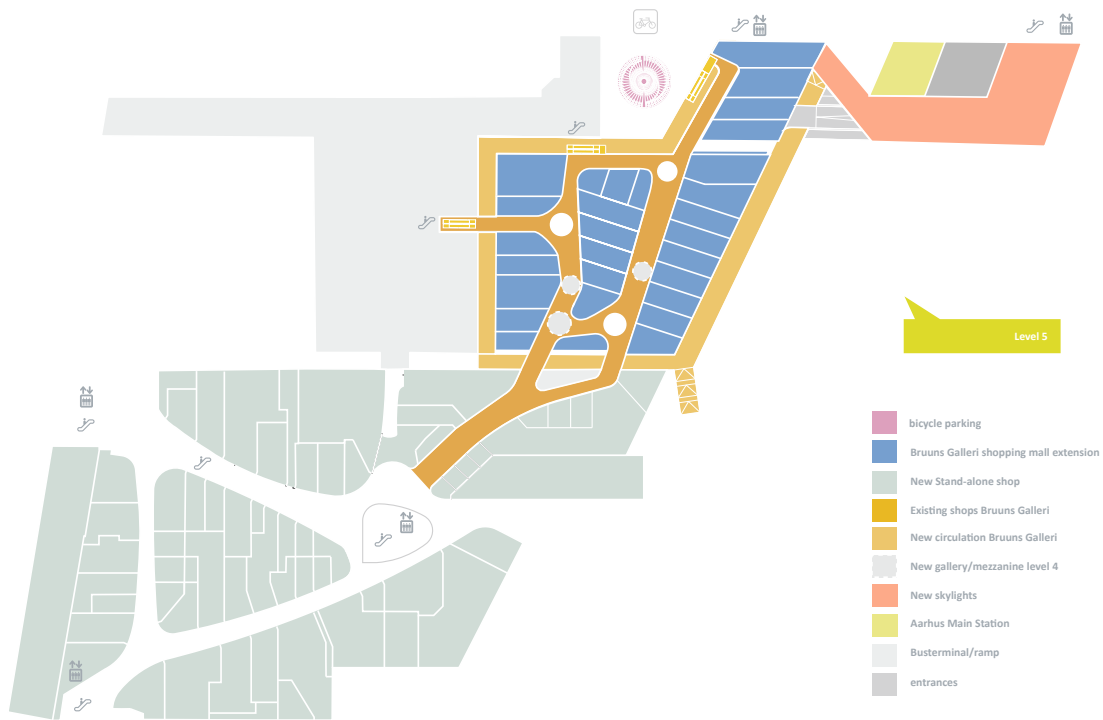 Level 5
bicycle parking
Bruuns Galleri shopping mall extension
New Stand-alone shop
Existing shops Bruuns Galleri
New circulation Bruuns Galleri
New gallery/mezzanine level 4
New skylights
Aarhus Main Station
Busterminal/ramp
entrances